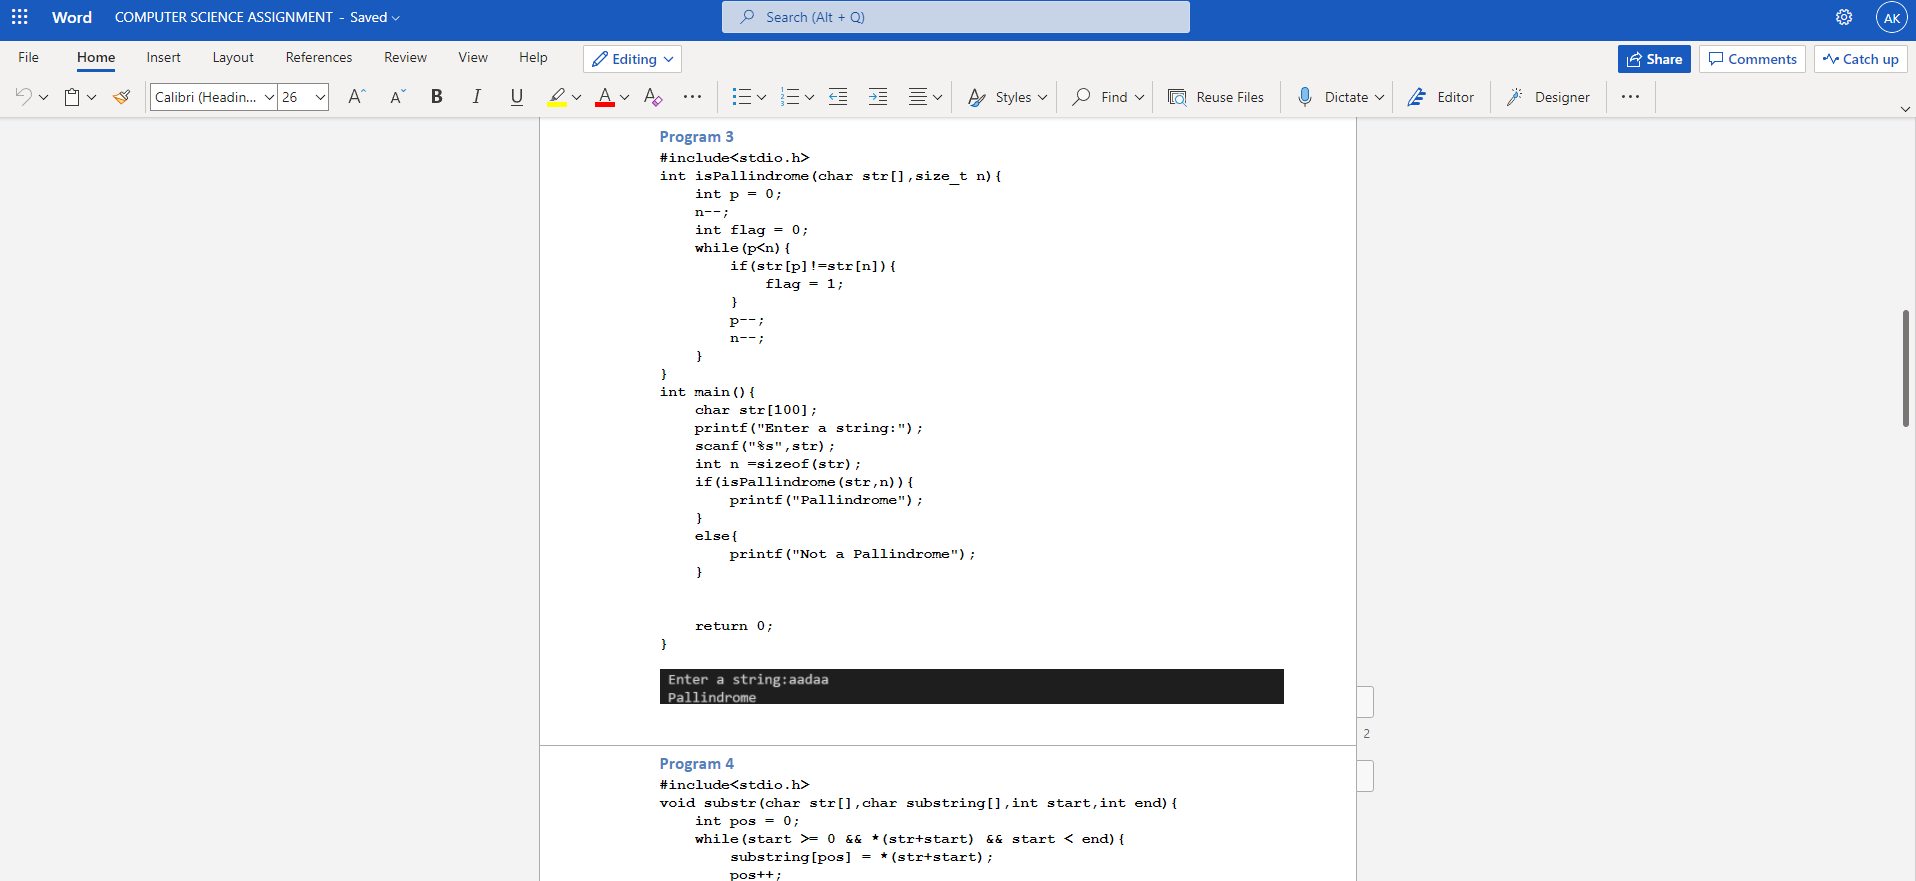 Word COMPUTER SCIENCE ASSIGNMENT - Saved Search (Alt + Q) AK
File Home Insert Layout References Review View Help Editing Share Comments Catch up
Calibri (Headin... 26 A A B I U A A ... Styles Find Reuse Files Dictate Editor Designer ...
Program 3
#include<stdio.h>
int isPallindrome(char str[],size_t n){
    int p = 0;
    n--;
    int flag = 0;
    while(p<n){
        if(str[p]!=str[n]){
            flag = 1;
        }
        p--;
        n--;
    }
}
int main(){
    char str[100];
    printf("Enter a string:");
    scanf("%s",str);
    int n =sizeof(str);
    if(isPallindrome(str,n)){
        printf("Pallindrome");
    }
    else{
        printf("Not a Pallindrome");
    }
    return 0;
}
Enter a string:aadaa
Pallindrome
2
Program 4
#include<stdio.h>
void substr(char str[],char substring[],int start,int end){
    int pos = 0;
    while(start >= 0 && *(str+start) && start < end){
        substring[pos] = *(str+start);
        pos++;